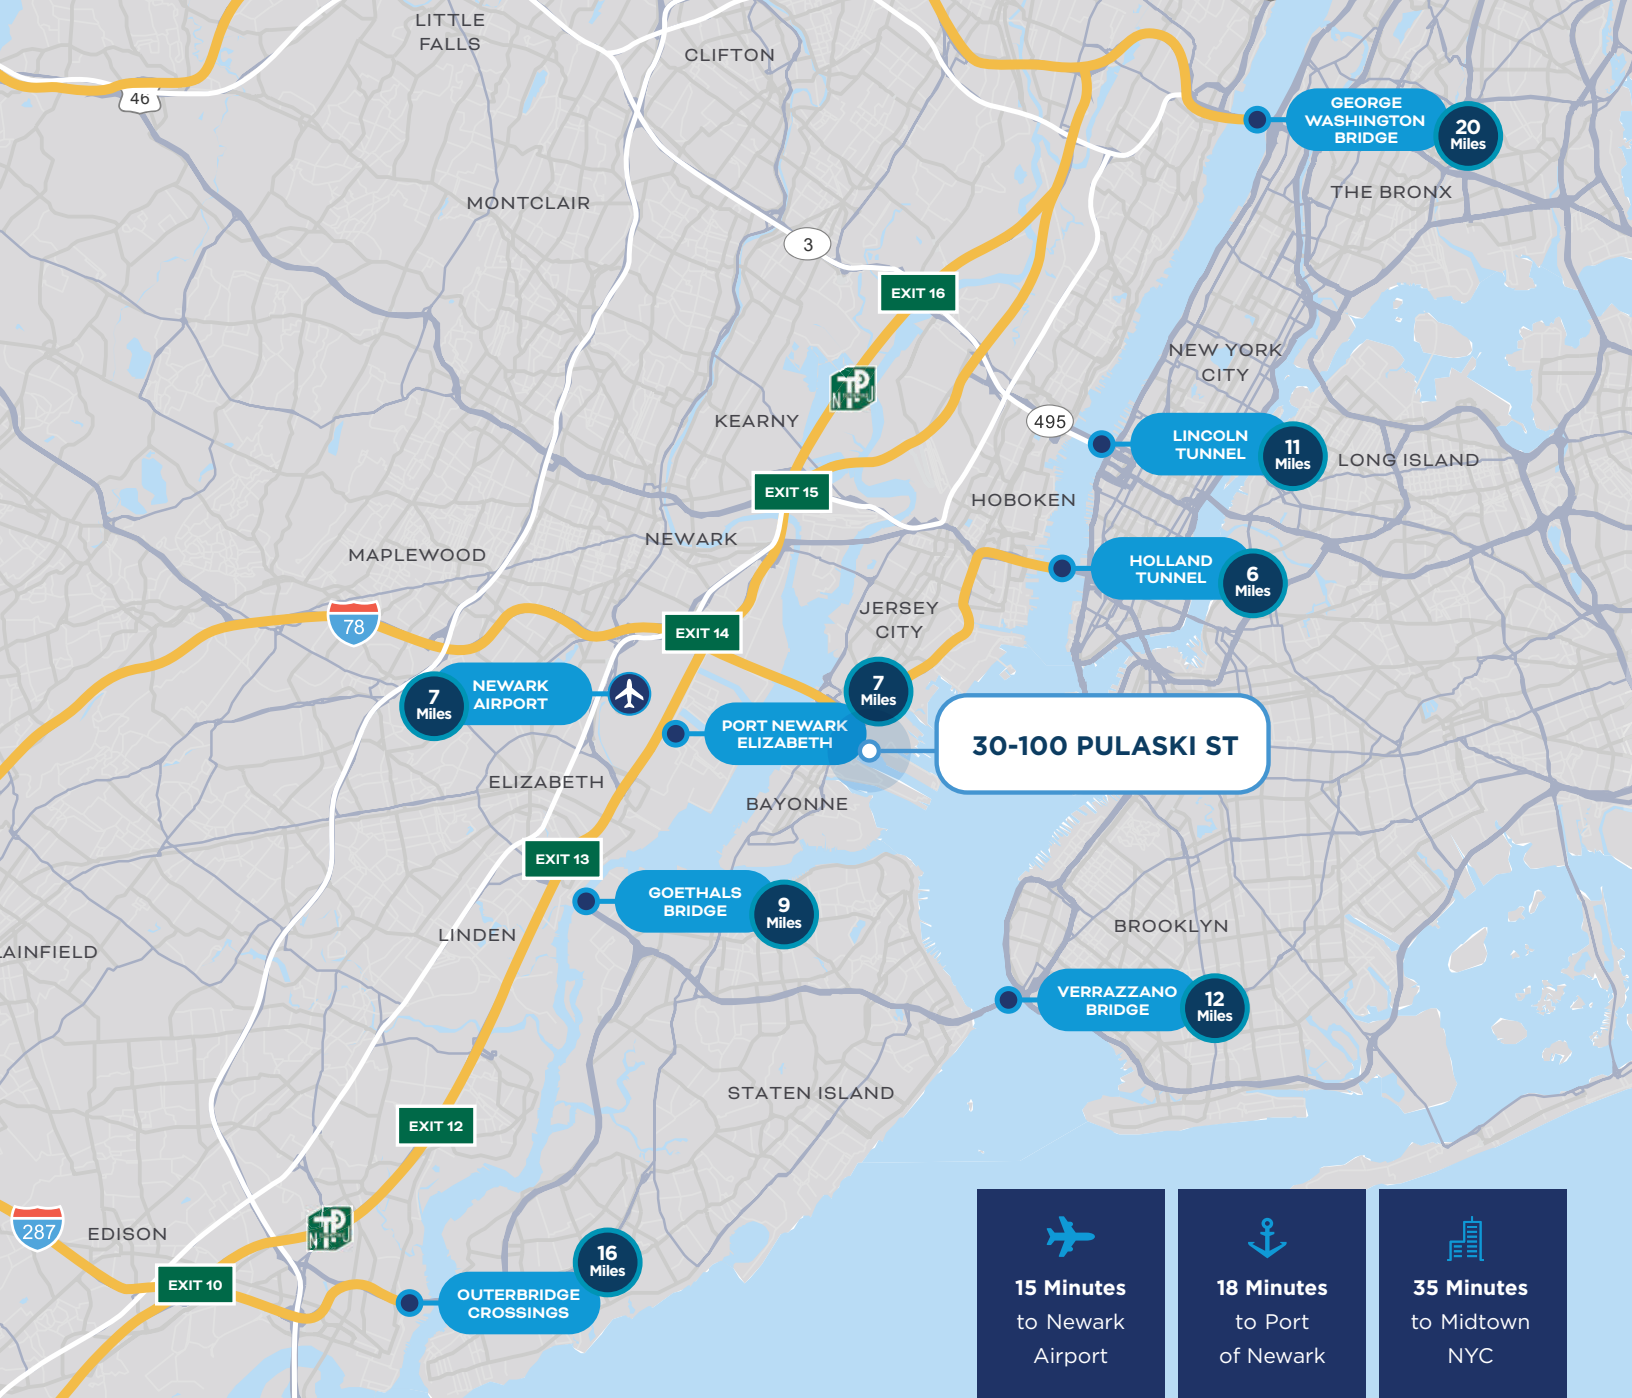 LITTLE
FALLS
CLIFTON
46
GEORGE
WASHINGTON
BRIDGE
20
Miles
THE BRONX
MONTCLAIR
3
EXIT 16
NEW YORK
CITY
NTPJ
KEARNY
495
LINCOLN
TUNNEL
11
Miles
LONG ISLAND
EXIT 15
HOBOKEN
NEWARK
MAPLEWOOD
HOLLAND
TUNNEL
6
Miles
JERSEY
CITY
78
EXIT 14
7
Miles
NEWARK
AIRPORT
7
Miles
PORT NEWARK
ELIZABETH
30-100 PULASKI ST
ELIZABETH
BAYONNE
EXIT 13
GOETHALS
BRIDGE
9
Miles
LINDEN
BROOKLYN
LAINFIELD
VERRAZZANO
BRIDGE
12
Miles
STATEN ISLAND
EXIT 12
287
EDISON
NTPJ
EXIT 10
16
Miles
OUTERBRIDGE
CROSSINGS
15 Minutes
to Newark
Airport
18 Minutes
to Port
of Newark
35 Minutes
to Midtown
NYC